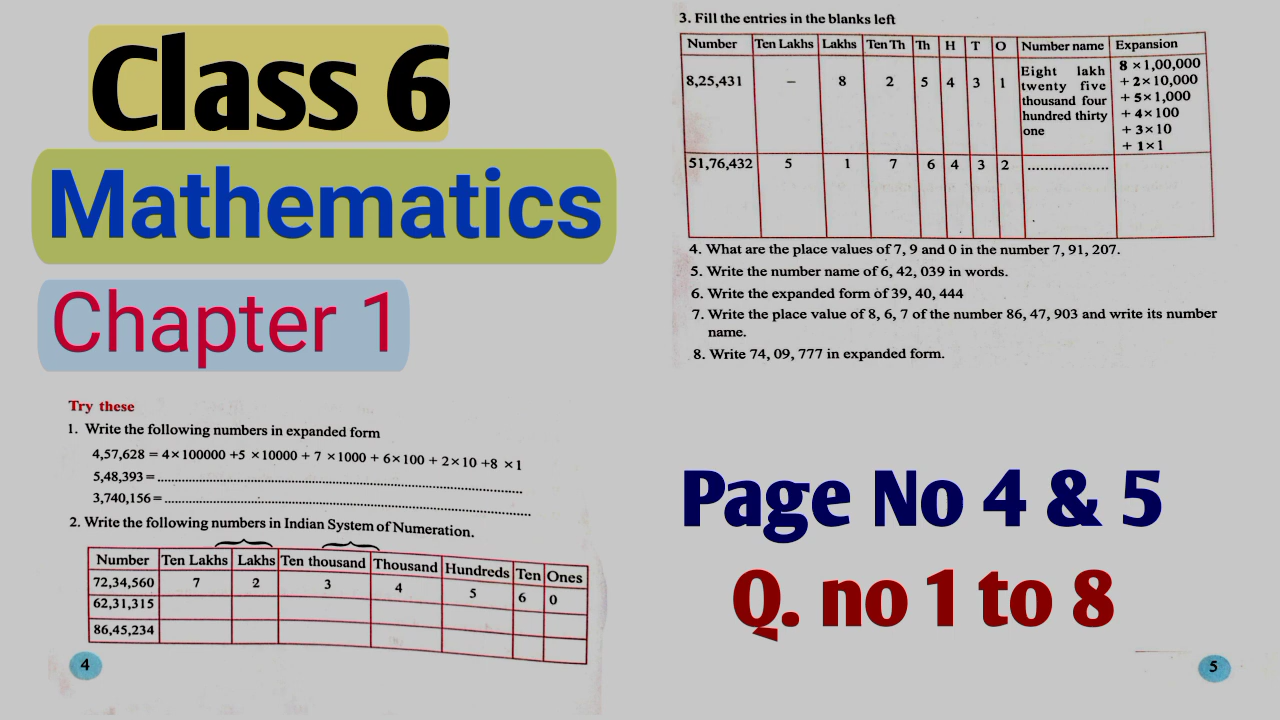 Class 6
Mathematics
Chapter 1
Try these
1. Write the following numbers in expanded form
4,57,628 = 4×100000 +5 ×10000 + 7 ×1000 + 6×100 + 2×10 +8 ×1
5,48,393 = ................................................................
3,740,156 = ................................................................
2. Write the following numbers in Indian System of Numeration.
Number Ten Lakhs Lakhs Ten thousand Thousand Hundreds Ten Ones
72,34,560 7 2 3 4 5 6 0
62,31,315
86,45,234
4
3. Fill the entries in the blanks left
Number Ten Lakhs Lakhs Ten Th Th H T O Number name Expansion
8,25,431 – 8 2 5 4 3 1
Eight lakh
twenty five
thousand four
hundred thirty
one
8 ×1,00,000
+ 2×10,000
+ 5×1,000
+ 4×100
+ 3×10
+ 1×1
51,76,432 5 1 7 6 4 3 2 ...................
4. What are the place values of 7, 9 and 0 in the number 7, 91, 207.
5. Write the number name of 6, 42, 039 in words.
6. Write the expanded form of 39, 40, 444
7. Write the place value of 8, 6, 7 of the number 86, 47, 903 and write its number
name.
8. Write 74, 09, 777 in expanded form.
Page No 4 & 5
Q. no 1 to 8
5